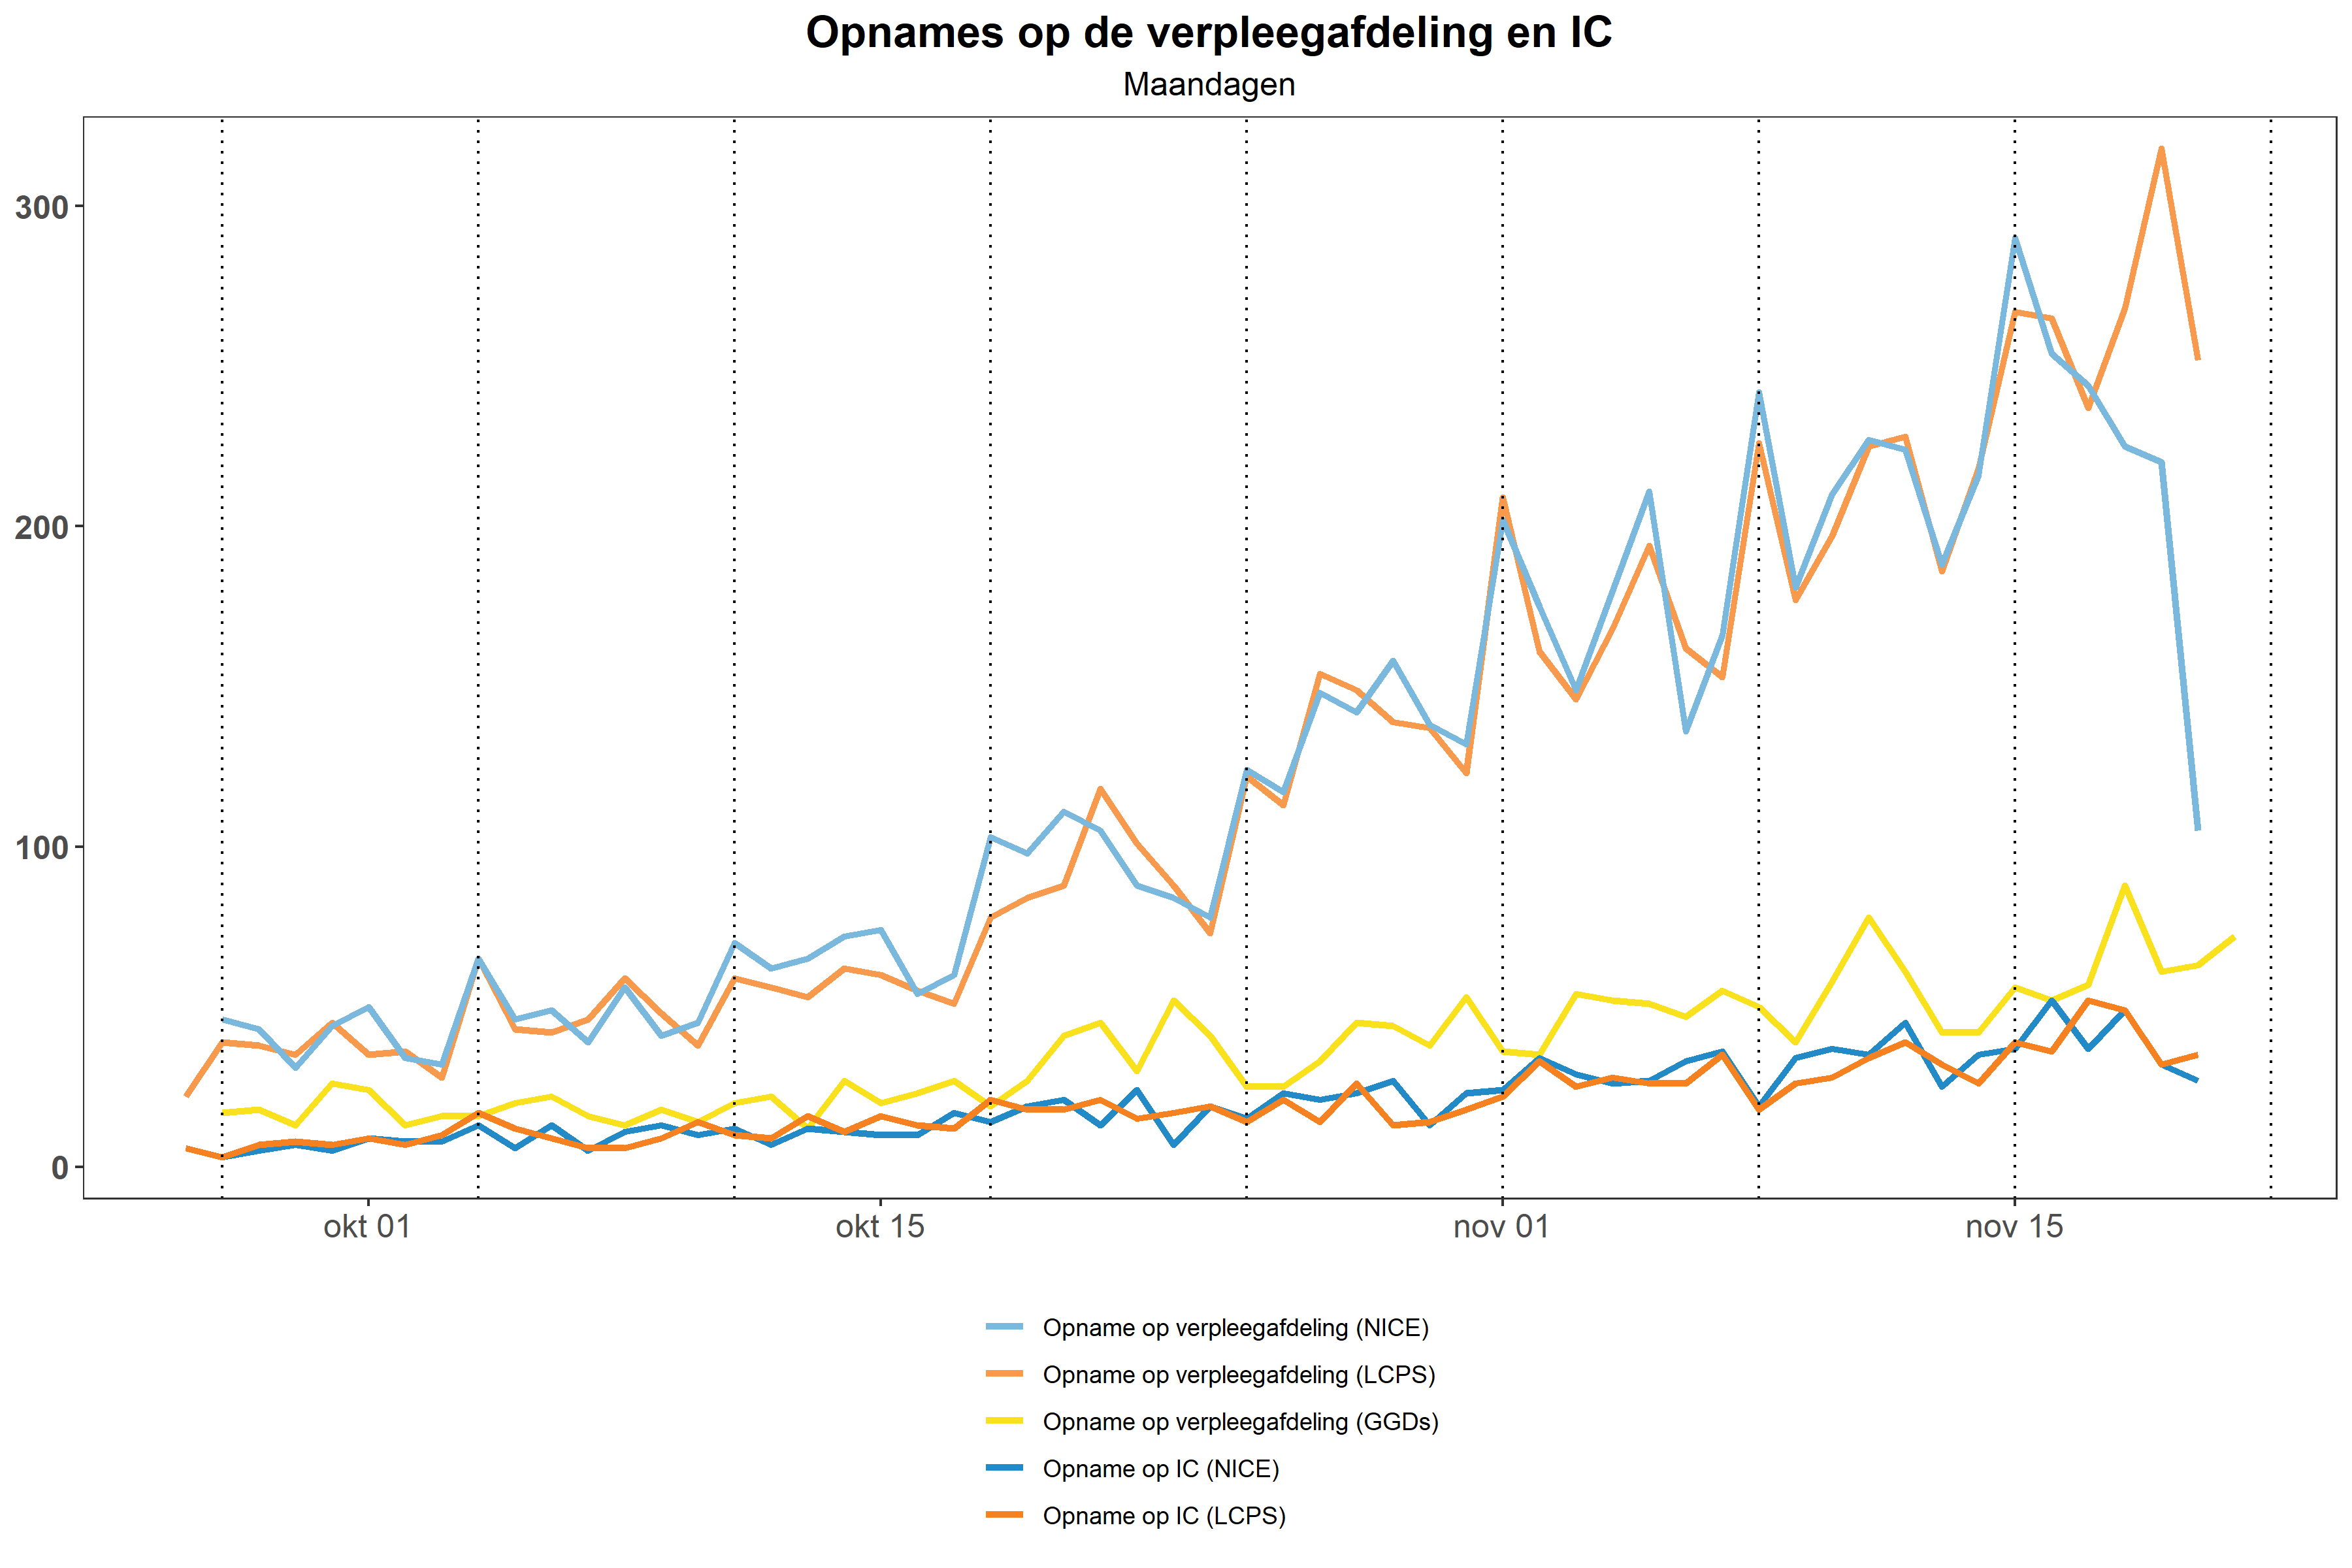 Opnames op de verpleegafdeling en IC
Maandagen
300
200
100
0
okt 01 okt 15 nov 01 nov 15
Opname op verpleegafdeling (NICE)
Opname op verpleegafdeling (LCPS)
Opname op verpleegafdeling (GGDs)
Opname op IC (NICE)
Opname op IC (LCPS)